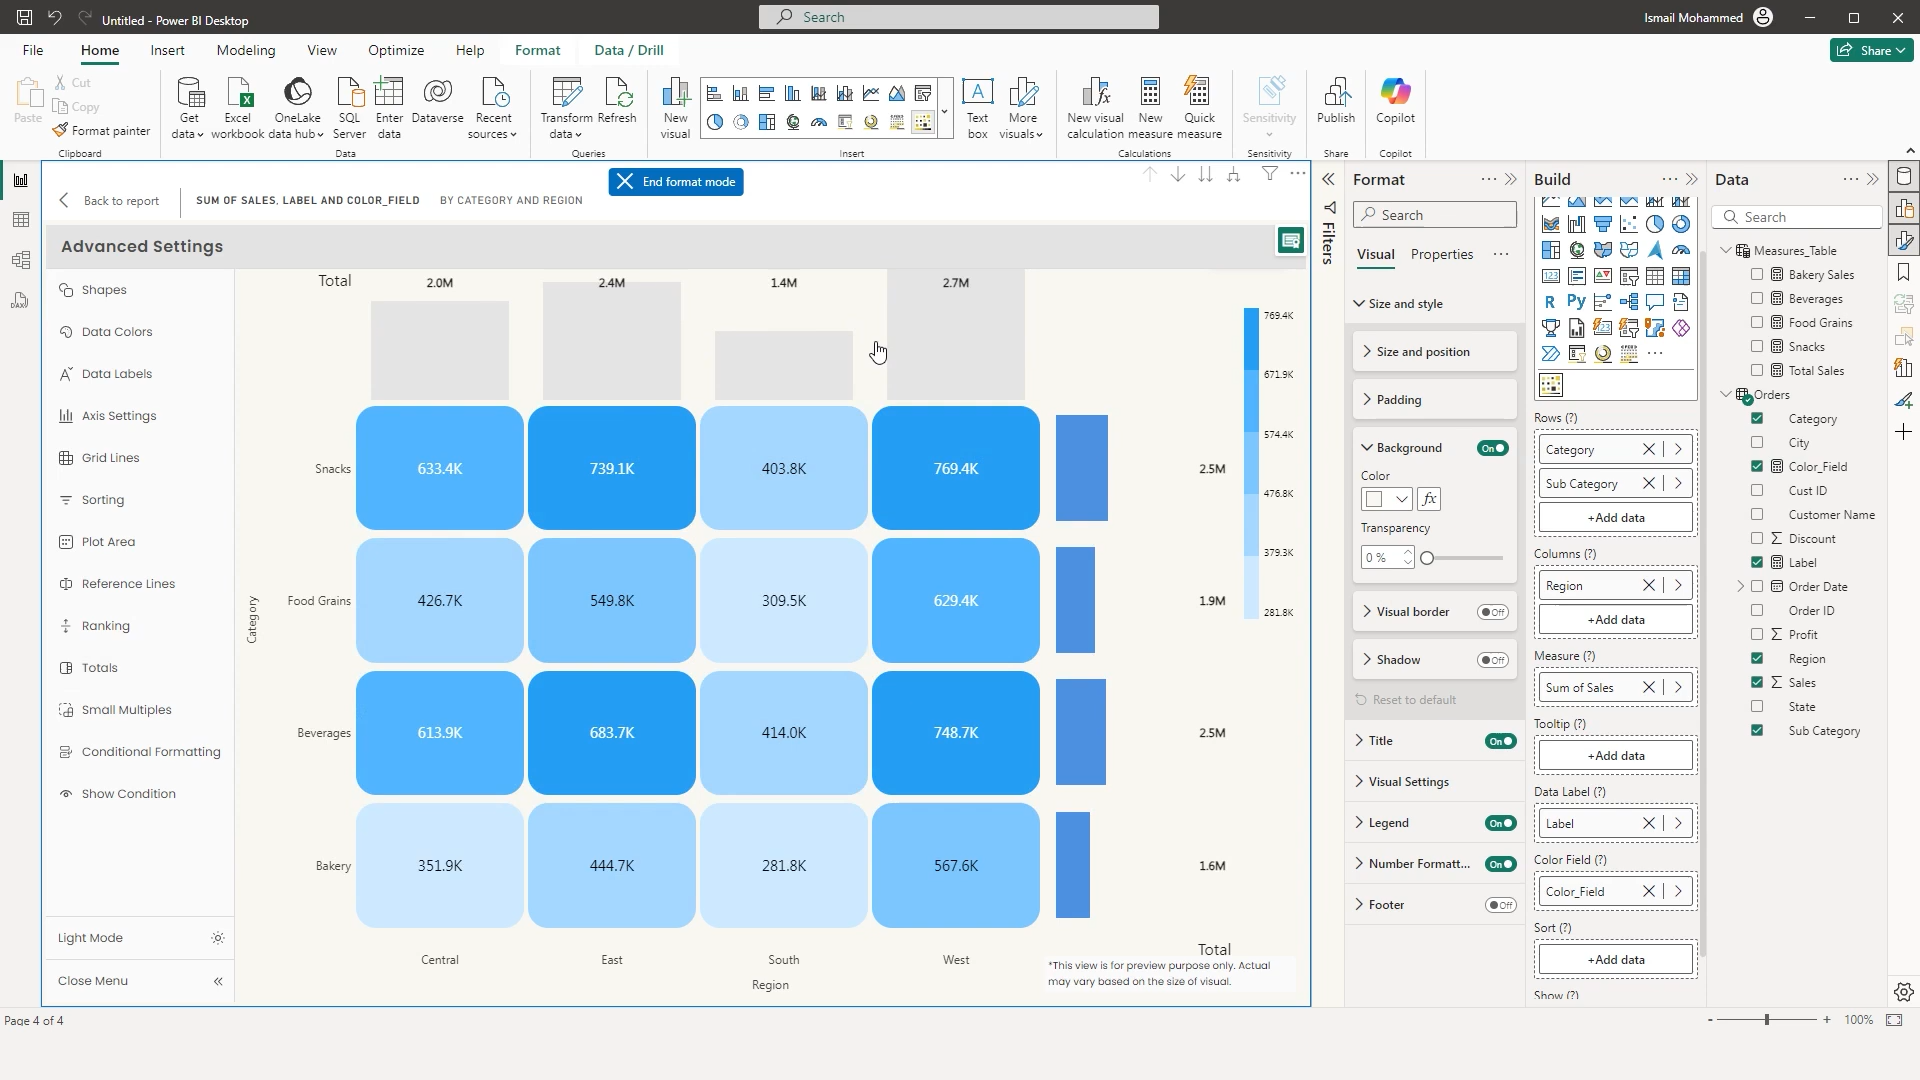 Untitled - Power BI Desktop
Search
Ismail Mohammed
File
Home
Insert
Modeling
View
Optimize
Help
Format
Data / Drill
Share
Paste
Cut
Copy
Format painter
Clipboard
Get data
Excel workbook
OneLake data hub
SQL Server
Enter data
Dataverse
Recent sources
Data
Transform data
Refresh
Queries
New visual
Text box
More visuals
Insert
New visual calculation
New measure
Quick measure
Calculations
Sensitivity
Sensitivity
Publish
Share
Copilot
Copilot
Back to report
SUM OF SALES, LABEL AND COLOR_FIELD
BY CATEGORY AND REGION
End format mode
Advanced Settings
Shapes
Data Colors
Data Labels
Axis Settings
Grid Lines
Sorting
Plot Area
Reference Lines
Ranking
Totals
Small Multiples
Conditional Formatting
Show Condition
Light Mode
Close Menu
Total
2.0M
2.4M
1.4M
2.7M
Category
Snacks
633.4K
739.1K
403.8K
769.4K
2.5M
Food Grains
426.7K
549.8K
309.5K
629.4K
1.9M
Beverages
613.9K
683.7K
414.0K
748.7K
2.5M
Bakery
351.9K
444.7K
281.8K
567.6K
1.6M
Central
East
South
West
Total
Region
769.4K
671.9K
574.4K
476.8K
379.3K
281.8K
*This view is for preview purpose only. Actual
may vary based on the size of visual.
Filters
Format
Search
Visual
Properties
Size and style
Size and position
Padding
Background
On
Color
fx
Transparency
0 %
Visual border
Off
Shadow
Off
Reset to default
Title
On
Visual Settings
Legend
On
Number Formatt...
On
Footer
Off
Build
123
R
Py
Rows (?)
Category
Sub Category
+Add data
Columns (?)
Region
+Add data
Measure (?)
Sum of Sales
Tooltip (?)
+Add data
Data Label (?)
Label
Color Field (?)
Color_Field
Sort (?)
+Add data
Show (?)
Data
Search
Measures_Table
Bakery Sales
Beverages
Food Grains
Snacks
Total Sales
Orders
Category
City
Color_Field
Cust ID
Customer Name
Discount
Label
Order Date
Order ID
Profit
Region
Sales
State
Sub Category
Page 4 of 4
100%